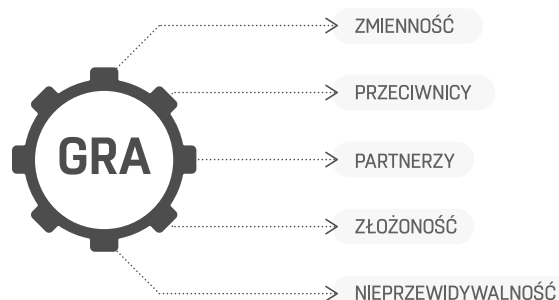 GRA
ZMIENNOŚĆ
PRZECIWNICY
PARTNERZY
ZŁOŻONOŚĆ
NIEPRZEWIDYWALNOŚĆ